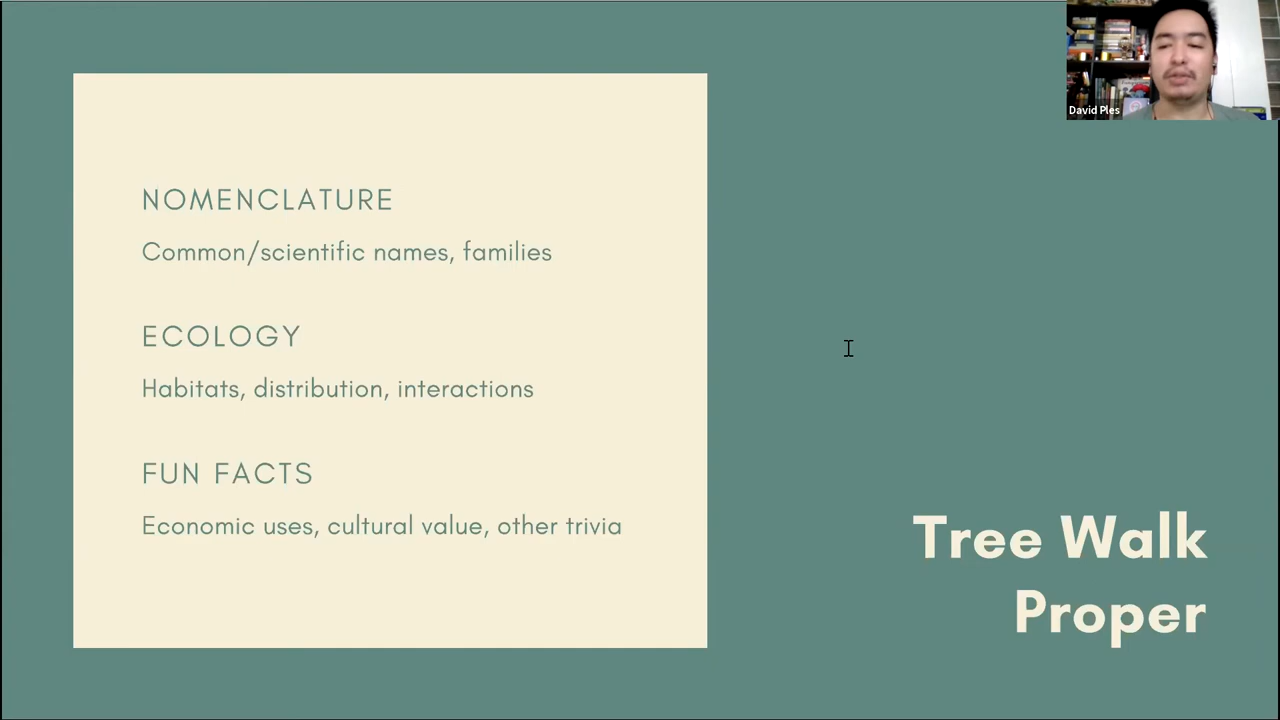 David Ples
NOMENCLATURE
Common/scientific names, families
ECOLOGY
Habitats, distribution, interactions
FUN FACTS
Economic uses, cultural value, other trivia
Tree Walk
Proper